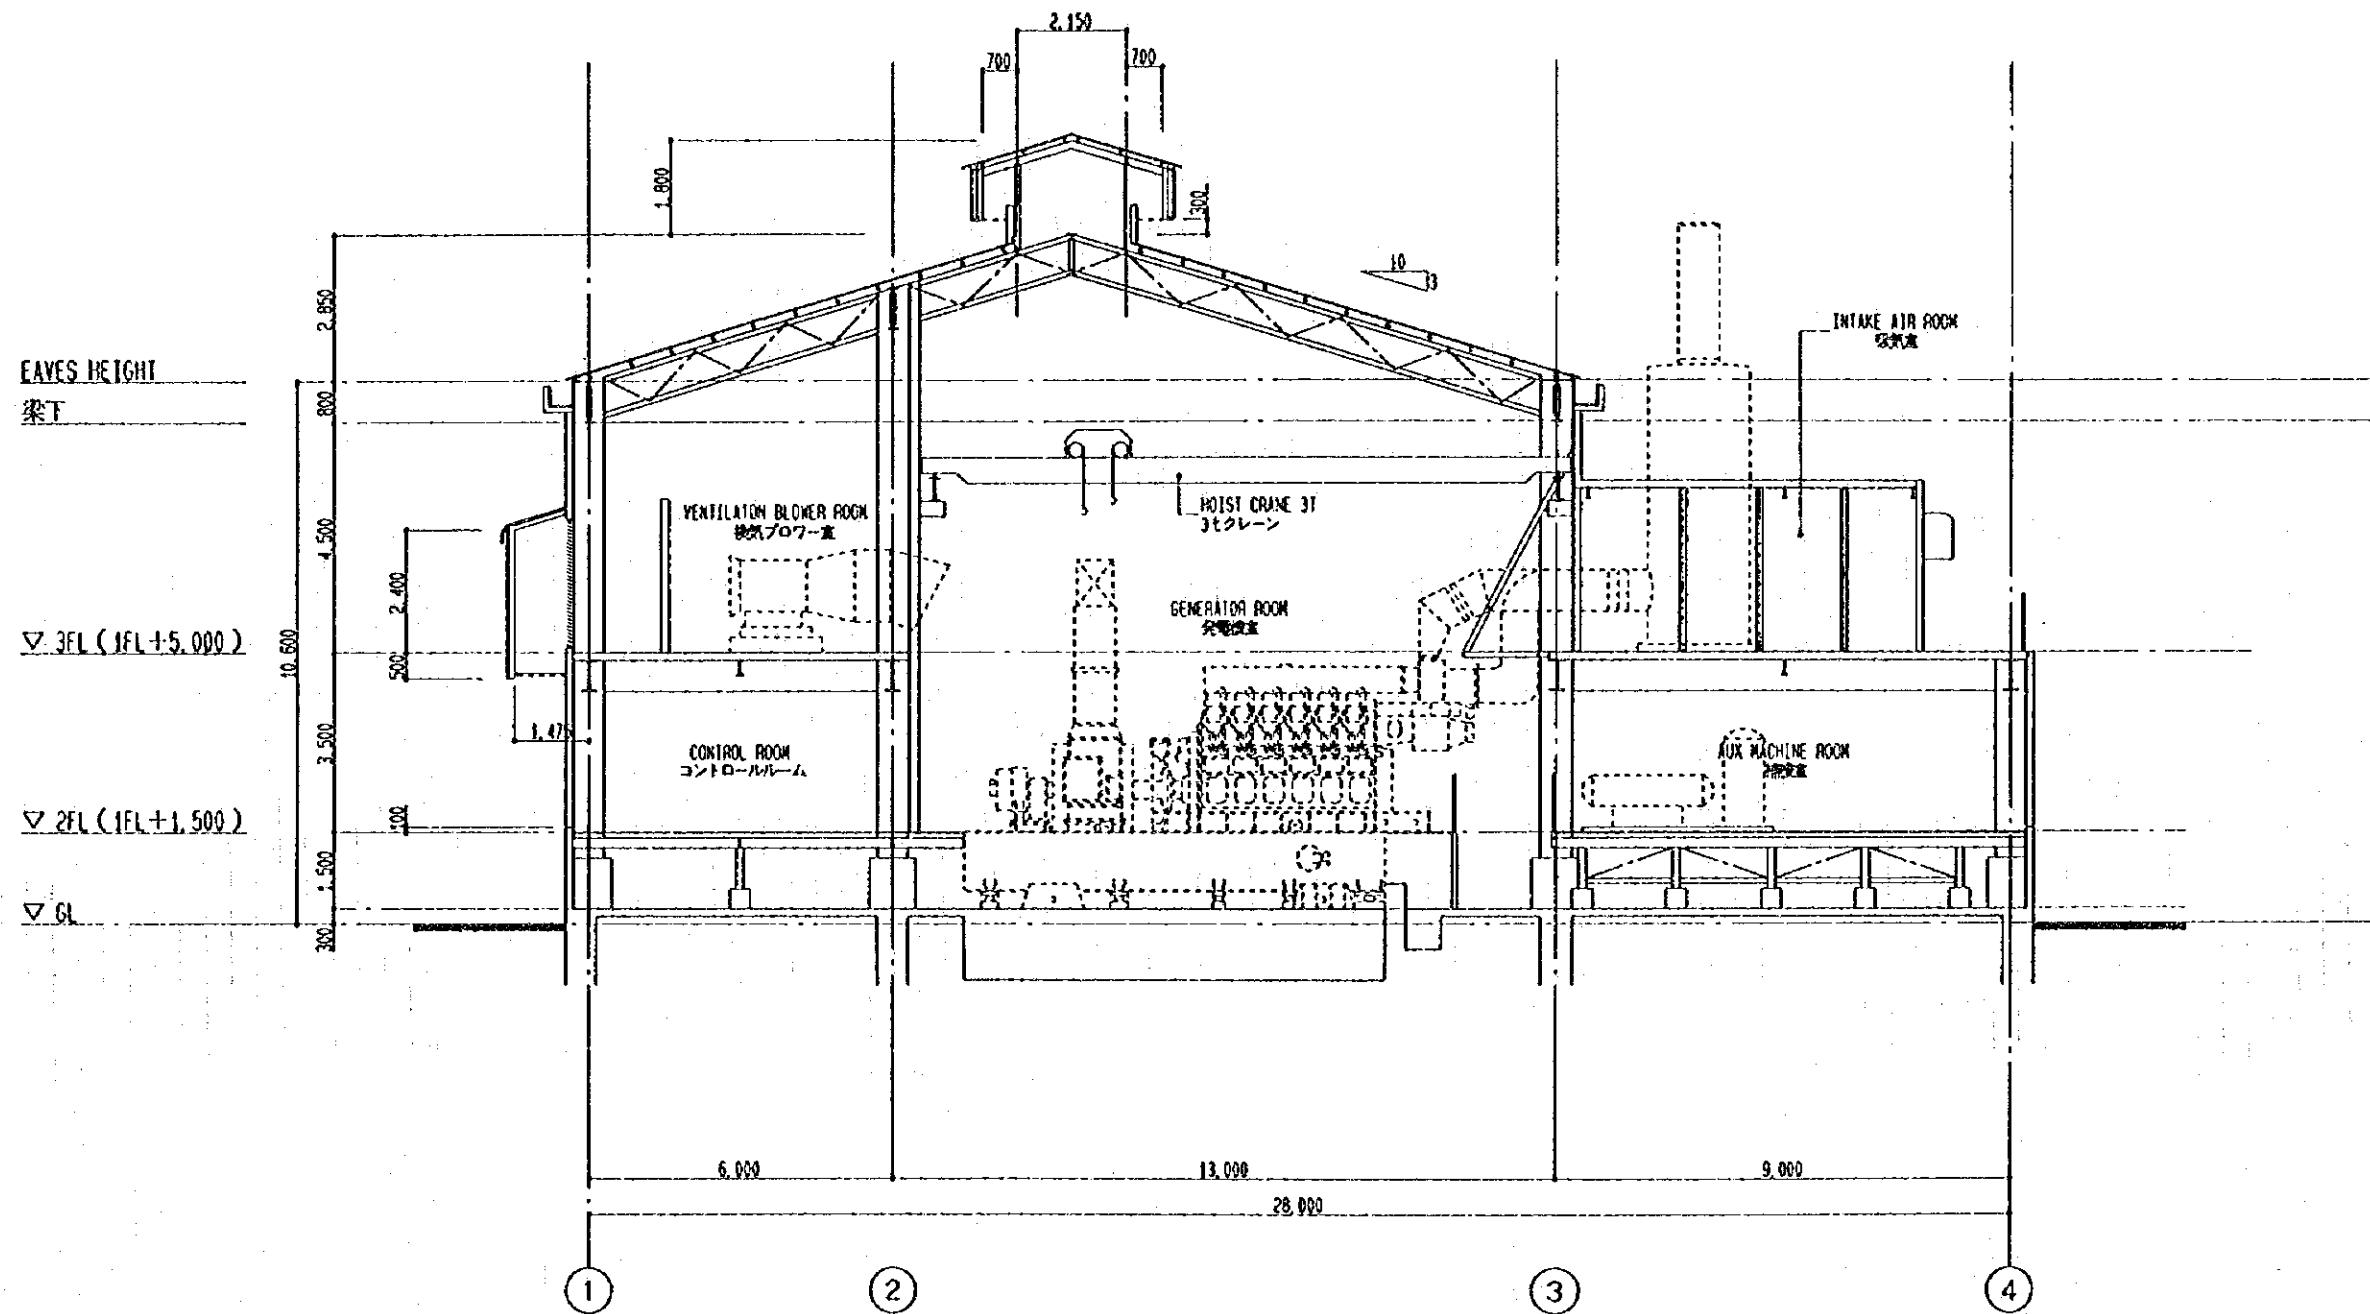 2,150
700
700
1,800
300
10
3
2,850
INTAKE AIR ROOM
吸気室
EAVES HEIGHT
梁下
800
HOIST CRANE 3T
3tクレーン
VENTILATON BLOWER ROOM
換気ブロワー室
4,500
2,400
GENERATOR ROOM
発電機室
▽ 3FL (1FL+5,000)
10,600
500
3,500
1,475
CONTROL ROOM
コントロールルーム
AUX MACHINE ROOM
▽ 2FL (1FL+1,500)
100
1,500
▽ GL
300
6,000
13,000
9,000
28,000
1
2
3
4